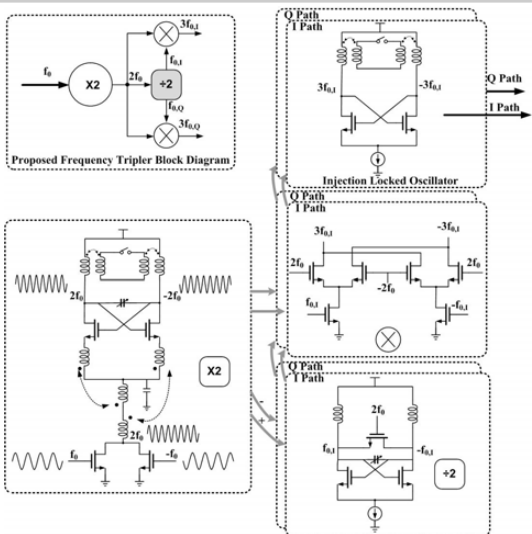 f₀
X2
2f₀
3f₀,I
f₀,I
÷2
f₀,Q
3f₀,Q
Proposed Frequency Tripler Block Diagram
Q Path
I Path
3f₀,I
-3f₀,I
Injection Locked Oscillator
Q Path
I Path
Q Path
I Path
3f₀,I
-3f₀,I
2f₀
-2f₀
2f₀
f₀,I
-f₀,I
2f₀
-2f₀
X2
2f₀
f₀
-f₀
-
+
Q Path
I Path
2f₀
f₀,I
-f₀,I
÷2